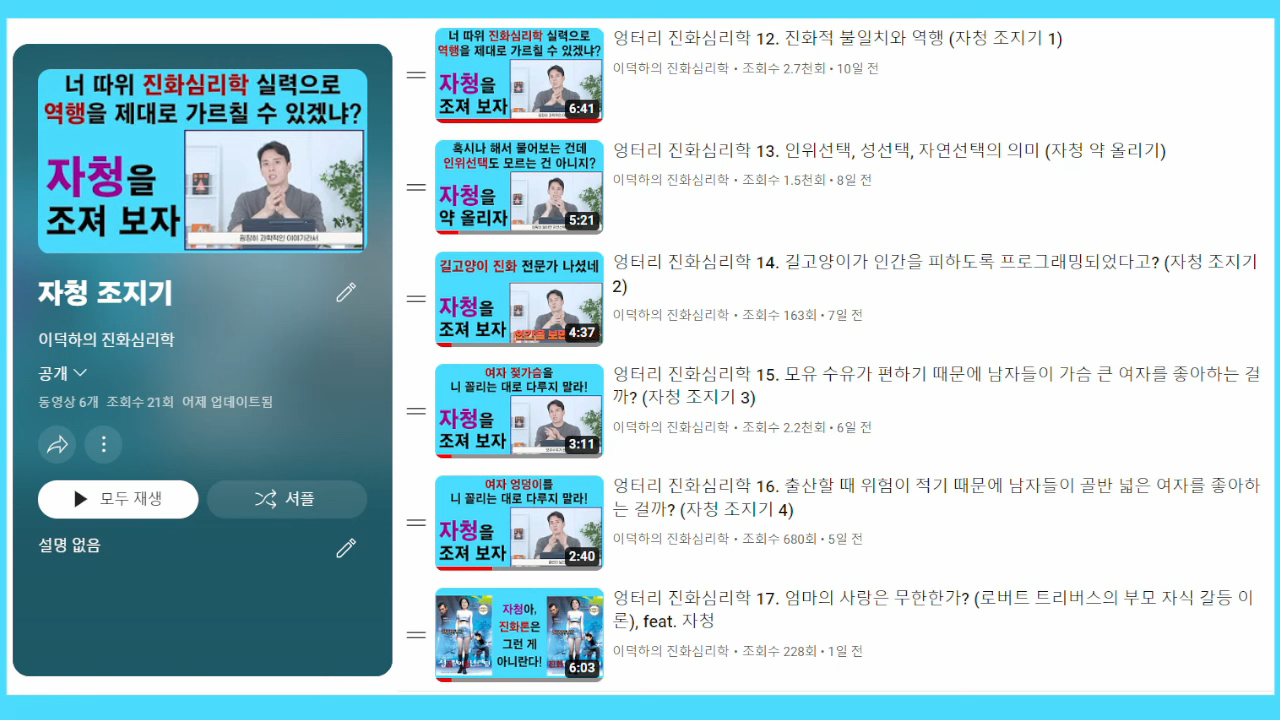 너 따위 진화심리학 실력으로
역행을 제대로 가르칠 수 있겠냐?
자청을
조져 보자
굉장히 과학적인 이야기라서
자청 조지기
이덕하의 진화심리학
공개
동영상 6개 조회수 21회 어제 업데이트됨
모두 재생
셔플
설명 없음
너 따위 진화심리학 실력으로
역행을 제대로 가르칠 수 있겠냐?
자청을
조져 보자
6:41
엉터리 진화심리학 12. 진화적 불일치와 역행 (자청 조지기 1)
이덕하의 진화심리학 • 조회수 2.7천회 • 10일 전
혹시나 해서 물어보는 건데
인위선택도 모르는 건 아니지?
자청을
약 올리자
5:21
엉터리 진화심리학 13. 인위선택, 성선택, 자연선택의 의미 (자청 약 올리기)
이덕하의 진화심리학 • 조회수 1.5천회 • 8일 전
길고양이 진화 전문가 나셨네
자청을
조져 보자
4:37
엉터리 진화심리학 14. 길고양이가 인간을 피하도록 프로그래밍되었다고? (자청 조지기
2)
이덕하의 진화심리학 • 조회수 163회 • 7일 전
여자 젖가슴을
니 꼴리는 대로 다루지 말라!
자청을
조져 보자
3:11
엉터리 진화심리학 15. 모유 수유가 편하기 때문에 남자들이 가슴 큰 여자를 좋아하는 걸
까? (자청 조지기 3)
이덕하의 진화심리학 • 조회수 2.2천회 • 6일 전
여자 엉덩이를
니 꼴리는 대로 다루지 말라!
자청을
조져 보자
2:40
엉터리 진화심리학 16. 출산할 때 위험이 적기 때문에 남자들이 골반 넓은 여자를 좋아하
는 걸까? (자청 조지기 4)
이덕하의 진화심리학 • 조회수 680회 • 5일 전
자청아,
진화론은
그런 게
아니란다!
6:03
엉터리 진화심리학 17. 엄마의 사랑은 무한한가? (로버트 트리버스의 부모 자식 갈등 이
론), feat. 자청
이덕하의 진화심리학 • 조회수 228회 • 1일 전